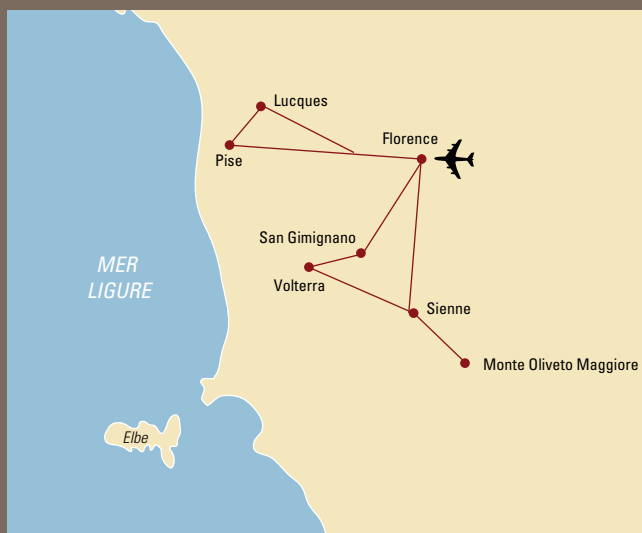 Lucques
Florence
Pise
San Gimignano
MER
LIGURE
Volterra
Sienne
Monte Oliveto Maggiore
Elbe